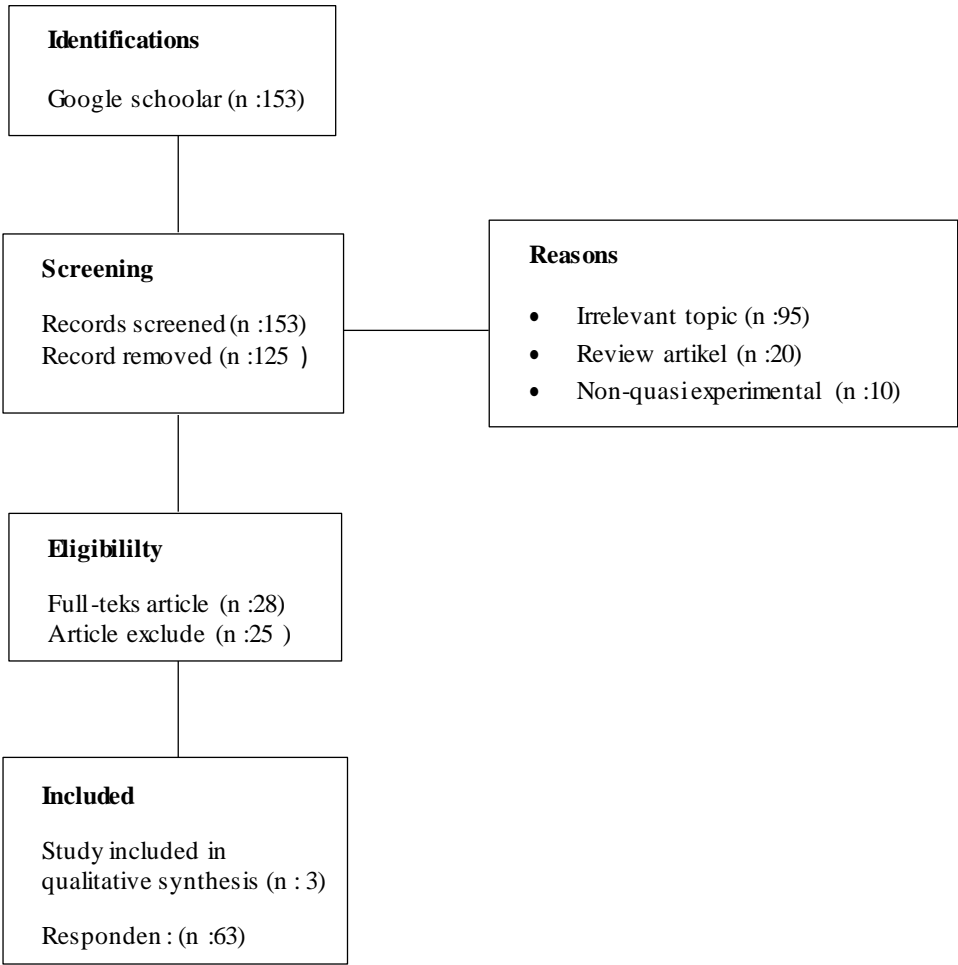 Identifications
Google schoolar (n :153)
Screening
Records screened (n :153)
Record removed (n :125 )
Reasons
• Irrelevant topic (n :95)
• Review artikel (n :20)
• Non-quasi experimental (n :10)
Eligibililty
Full-teks article (n :28)
Article exclude (n :25 )
Included
Study included in
qualitative synthesis (n : 3)
Responden : (n :63)